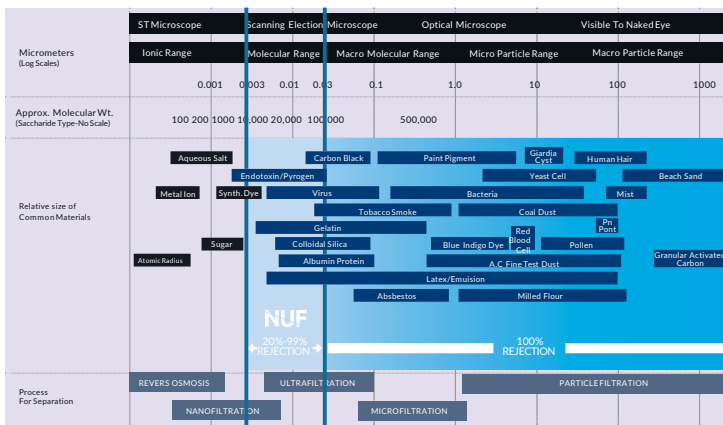 ST Microscope Scanning Election Microscope Optical Microscope Visible To Naked Eye
Micrometers
(Log Scales)
Ionic Range Molecular Range Macro Molecular Range Micro Particle Range Macro Particle Range
0.001 0.003 0.01 0.03 0.1 1.0 10 100 1000
Approx. Molecular Wt.
(Saccharide Type-No Scale)
100 200 1000 10,000 20,000 100,000 500,000
Relative size of
Common Materials
Aqueous Salt Carbon Black Paint Pigment Giardia
Cyst Human Hair
Endotoxin/Pyrogen Yeast Cell Beach Sand
Metal Ion Synth. Dye Virus Bacteria Mist
Tobacco Smoke Coal Dust
Gelatin Red
Blood
Cell Pn
Pont
Sugar Colloidal Silica Blue Indigo Dye Pollen
Atomic Radius Albumin Protein A.C Fine Test Dust Granular Activated
Carbon
Latex/Emuision
Absbestos Milled Flour
NUF
20%-99%
REJECTION
100%
REJECTION
Process
For Separation
REVERS OSMOSIS ULTRAFILTRATION PARTICLE FILTRATION
NANOFILTRATION MICROFILTRATION